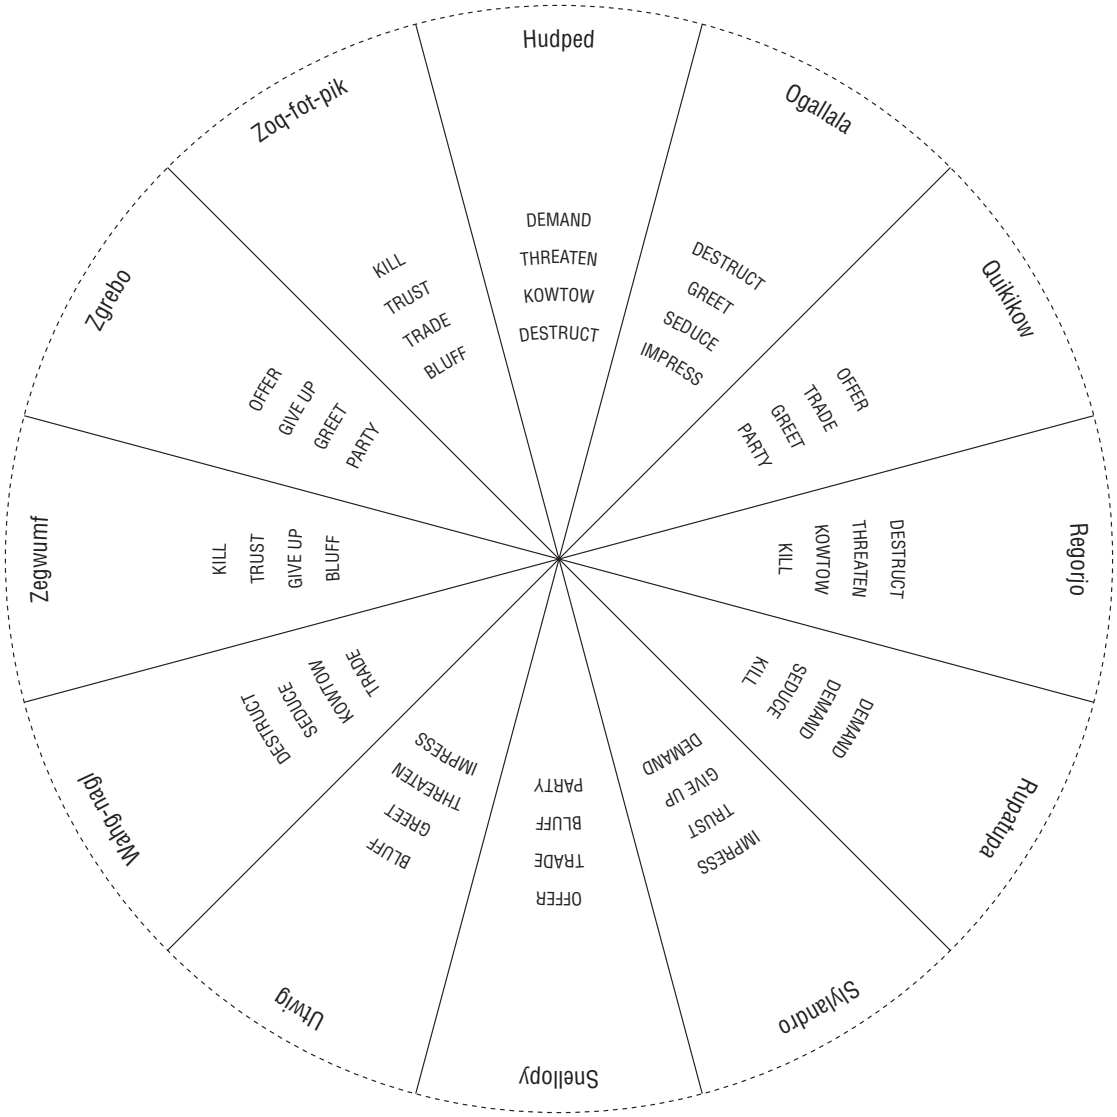 Hudped
DEMAND
THREATEN
KOWTOW
DESTRUCT
Ogallala
DESTRUCT
GREET
SEDUCE
IMPRESS
Quikikow
OFFER
TRADE
GREET
PARTY
Regorjo
DESTRUCT
THREATEN
KOWTOW
KILL
Rupatupa
DEMAND
DEMAND
SEDUCE
KILL
Slylandro
IMPRESS
TRUST
GIVE UP
DEMAND
Snellopy
OFFER
TRADE
BLUFF
PARTY
Utwig
BLUFF
GREET
THREATEN
IMPRESS
Wahg-nagl
DESTRUCT
SEDUCE
KOWTOW
TRADE
Zegwumf
KILL
TRUST
GIVE UP
BLUFF
Zgrebo
OFFER
GIVE UP
GREET
PARTY
Zoq-fot-pik
KILL
TRUST
TRADE
BLUFF